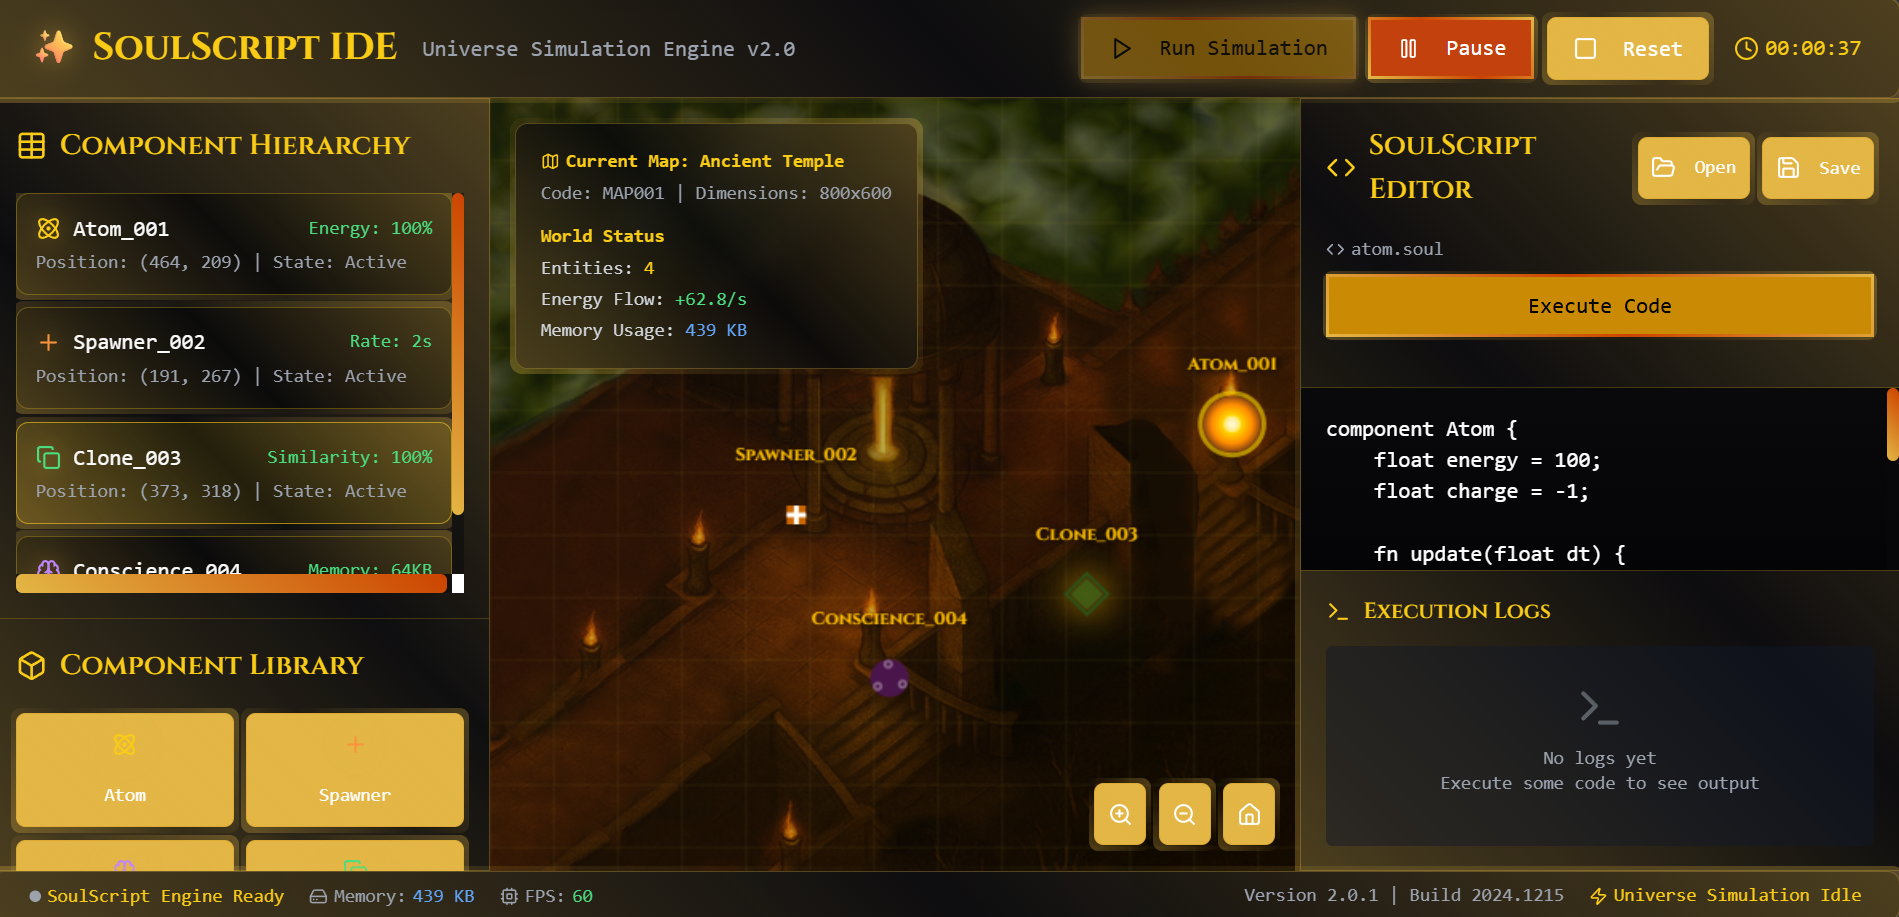 SoulScript IDE
Universe Simulation Engine v2.0
Run Simulation
Pause
Reset
00:00:37
Component Hierarchy
Atom_001
Energy: 100%
Position: (464, 209) | State: Active
Spawner_002
Rate: 2s
Position: (191, 267) | State: Active
Clone_003
Similarity: 100%
Position: (373, 318) | State: Active
Conscience_004
Memory: 64KB
Component Library
Atom
Spawner
Current Map: Ancient Temple
Code: MAP001 | Dimensions: 800x600
World Status
Entities: 4
Energy Flow: +62.8/s
Memory Usage: 439 KB
Atom_001
Spawner_002
Clone_003
Conscience_004
SoulScript
Editor
Open
Save
atom.soul
Execute Code
component Atom {
float energy = 100;
float charge = -1;
fn update(float dt) {
Execution Logs
No logs yet
Execute some code to see output
SoulScript Engine Ready
Memory: 439 KB
FPS: 60
Version 2.0.1 | Build 2024.1215
Universe Simulation Idle